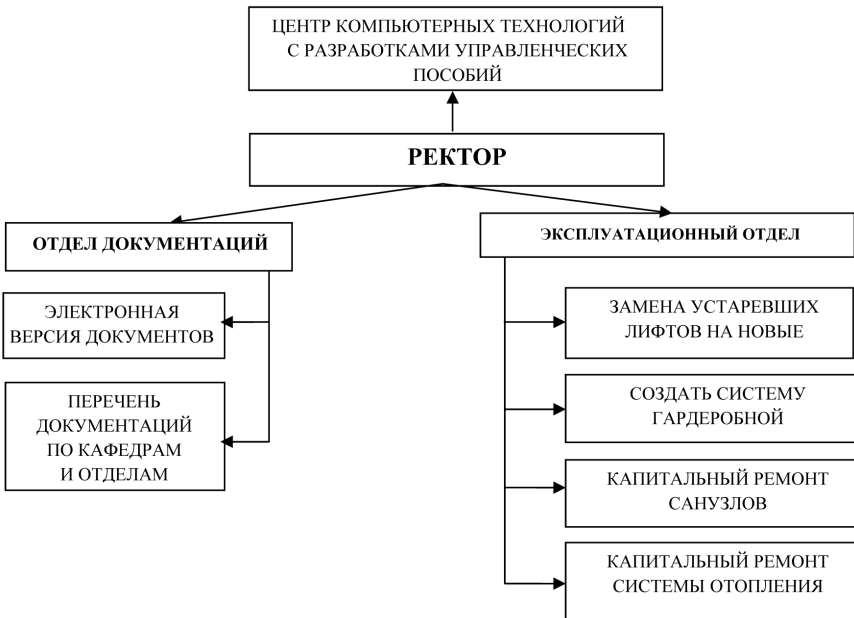 ЦЕНТР КОМПЬЮТЕРНЫХ ТЕХНОЛОГИЙ
С РАЗРАБОТКАМИ УПРАВЛЕНЧЕСКИХ
ПОСОБИЙ
РЕКТОР
ОТДЕЛ ДОКУМЕНТАЦИЙ
ЭЛЕКТРОННАЯ
ВЕРСИЯ ДОКУМЕНТОВ
ПЕРЕЧЕНЬ
ДОКУМЕНТАЦИЙ
ПО КАФЕДРАМ
И ОТДЕЛАМ
ЭКСПЛУАТАЦИОННЫЙ ОТДЕЛ
ЗАМЕНА УСТАРЕВШИХ
ЛИФТОВ НА НОВЫЕ
СОЗДАТЬ СИСТЕМУ
ГАРДЕРОБНОЙ
КАПИТАЛЬНЫЙ РЕМОНТ
САНУЗЛОВ
КАПИТАЛЬНЫЙ РЕМОНТ
СИСТЕМЫ ОТОПЛЕНИЯ